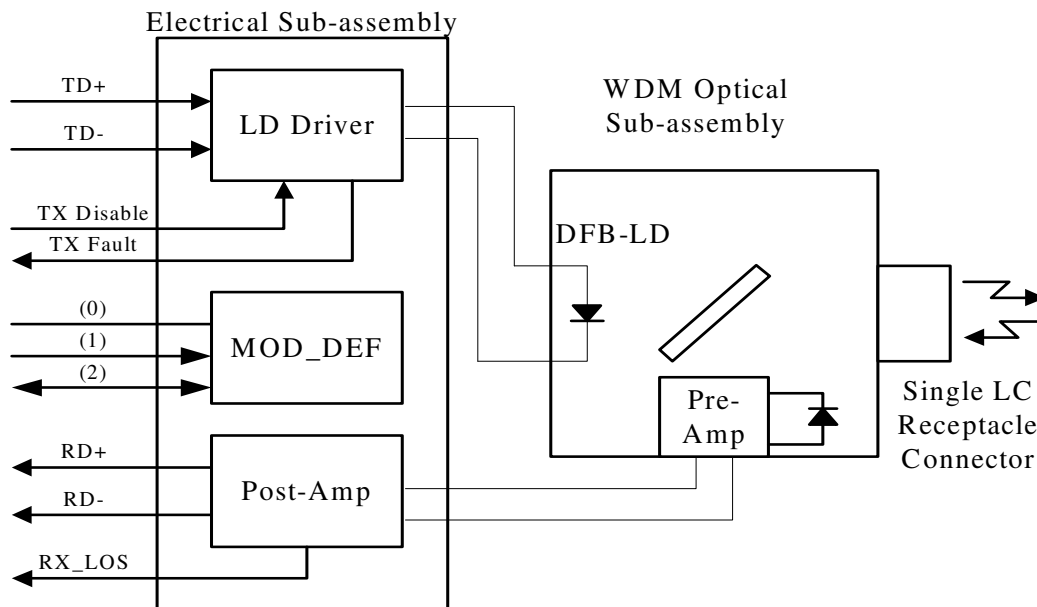 Electrical Sub-assembly
TD+
TD-
LD Driver
TX Disable
TX Fault
(0)
(1)
(2)
MOD_DEF
RD+
RD-
Post-Amp
RX_LOS
WDM Optical
Sub-assembly
DFB-LD
Pre-
Amp
Single LC
Receptacle
Connector